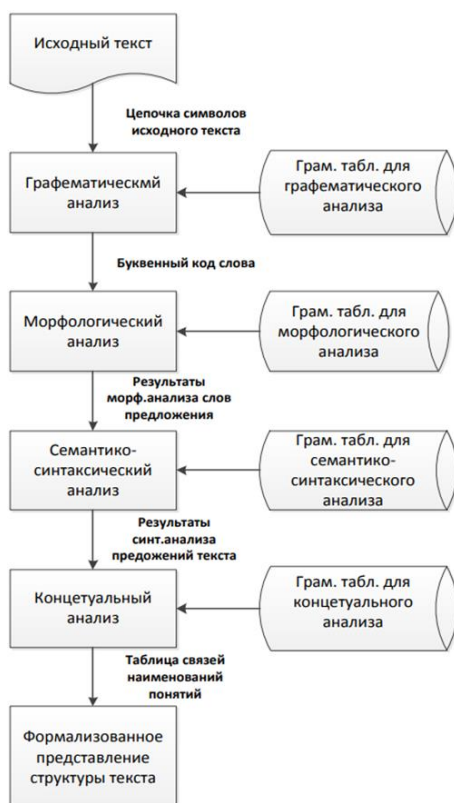 Исходный текст
Цепочка символов
исходного текста
Графематическмй
анализ
Грам. табл. для
графематического
анализа
Буквенный код слова
Морфологический
анализ
Грам. табл. для
морфологического
анализа
Результаты
морф.анализа слов
предложения
Семантико-
синтаксический
анализ
Грам. табл. для
семантико-
синтаксического
анализа
Результаты
синт.анализа
предожений текста
Концетуальный
анализ
Грам. табл. для
концетуального
анализа
Таблица связей
наименований
понятий
Формализованное
представление
структуры текста